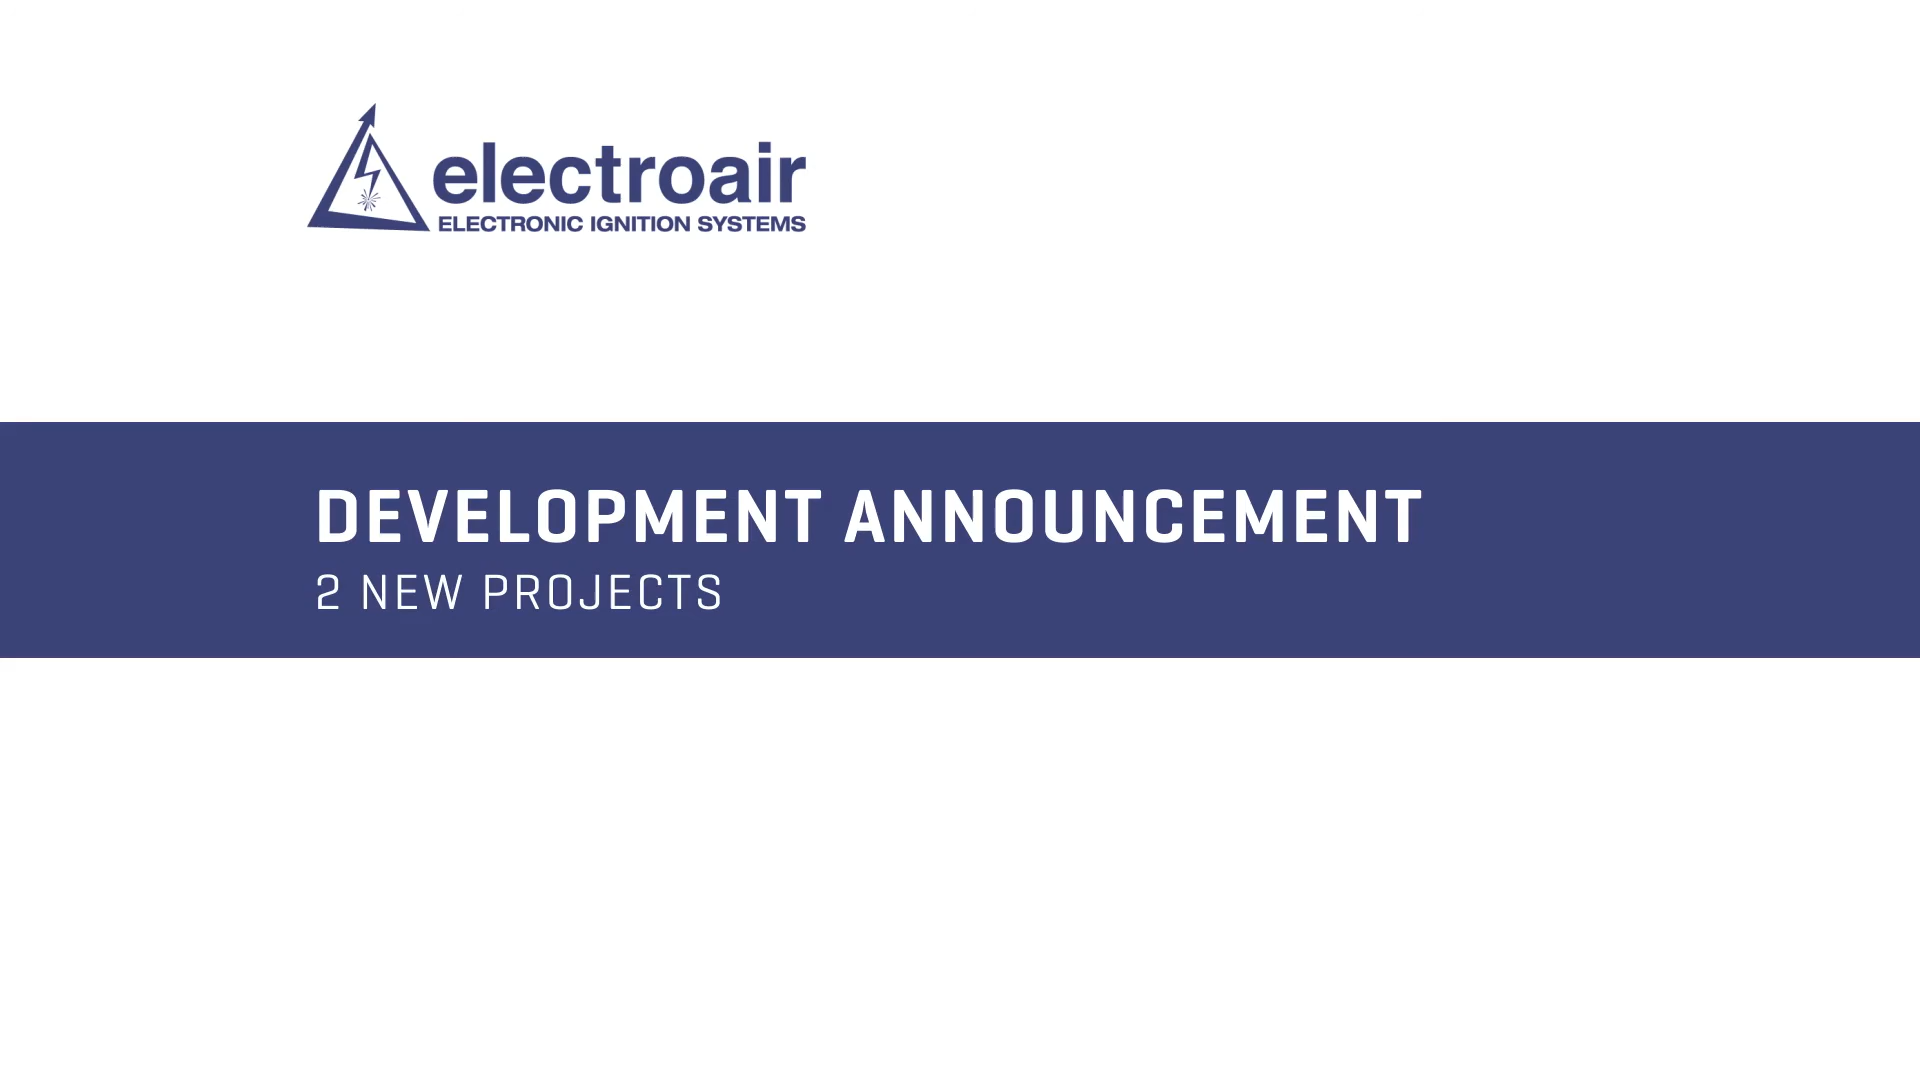 electroair
ELECTRONIC IGNITION SYSTEMS
DEVELOPMENT ANNOUNCEMENT
2 NEW PROJECTS